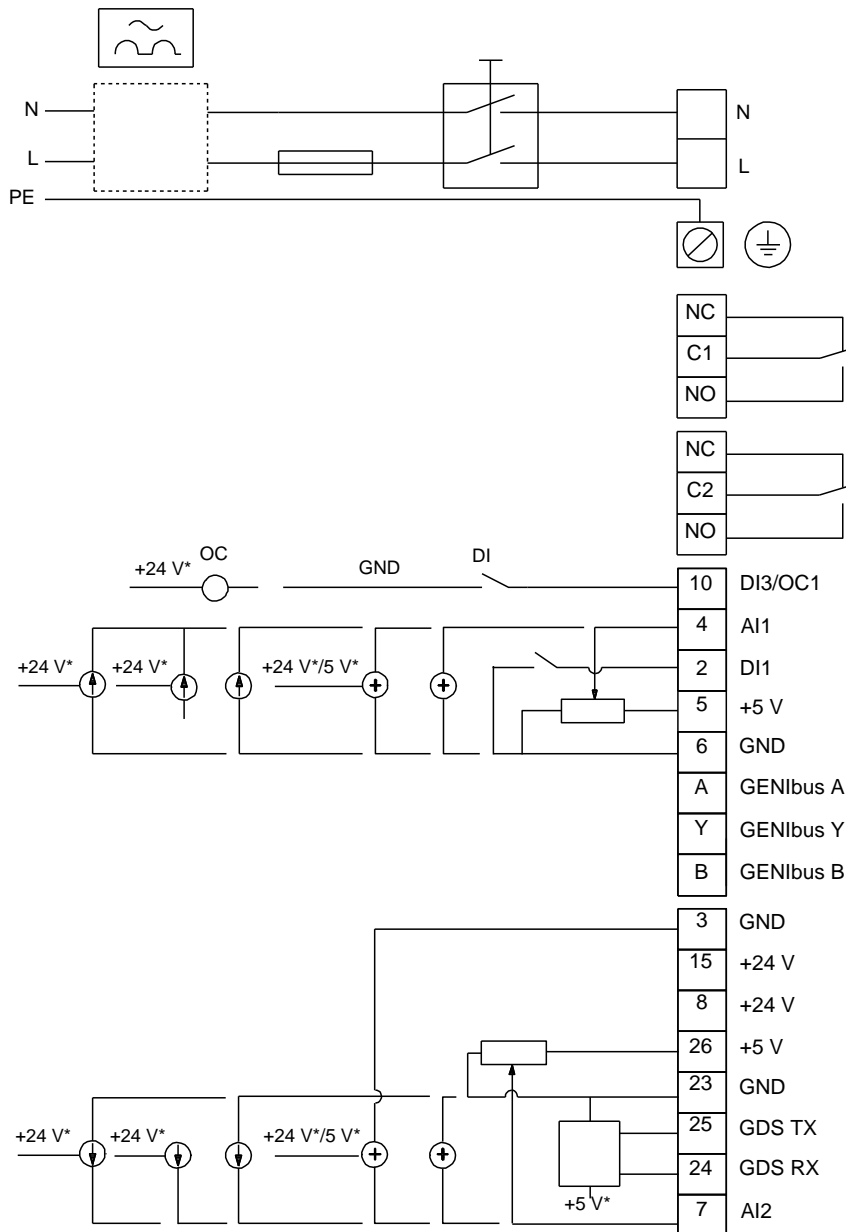 N
N
L
L
PE
NC
C1
NO
NC
C2
NO
+24 V* OC GND DI 10 DI3/OC1
4 AI1
+24 V* +24 V* +24 V*/5 V* + + 2 DI1
5 +5 V
6 GND
A GENIbus A
Y GENIbus Y
B GENIbus B
3 GND
15 +24 V
8 +24 V
26 +5 V
23 GND
25 GDS TX
+24 V* +24 V* +24 V*/5 V* + +
24 GDS RX
+5 V*
7 AI2